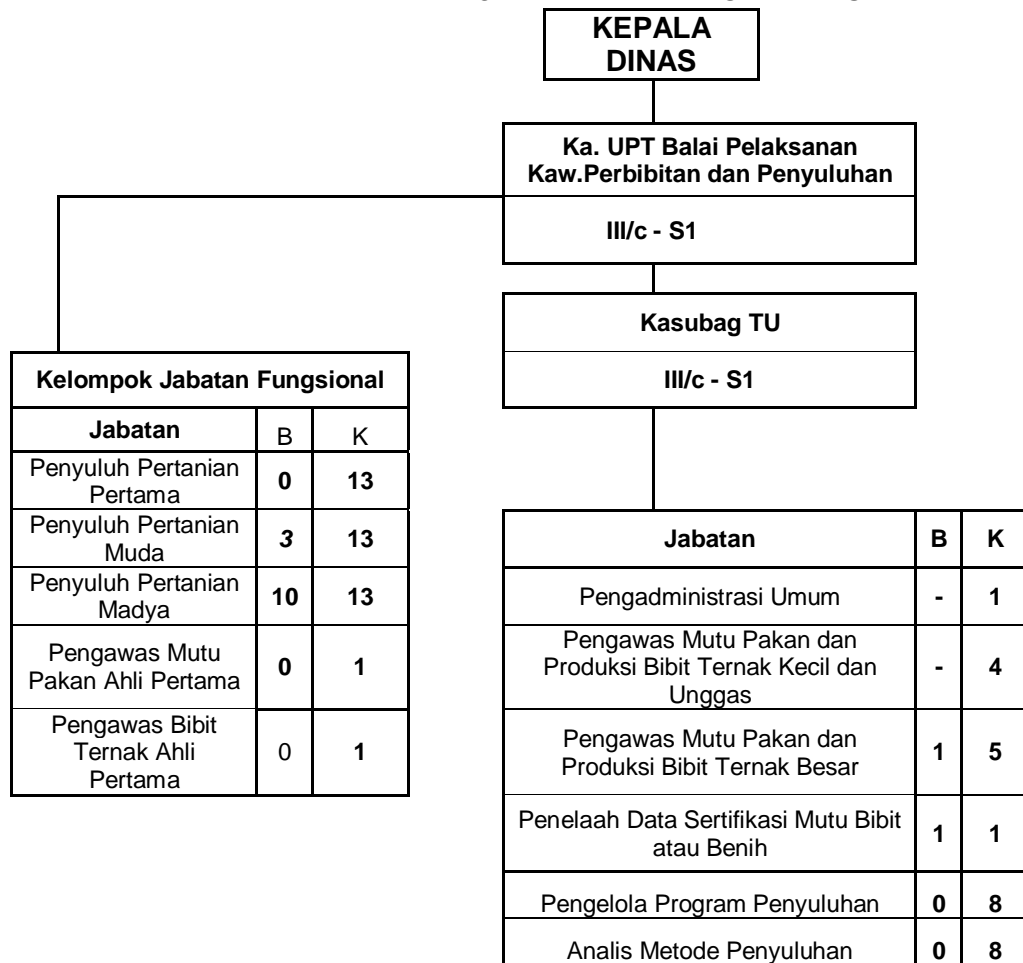 KEPALA
DINAS
Ka. UPT Balai Pelaksanan
Kaw.Perbibitan dan Penyuluhan
III/c - S1
Kasubag TU
III/c - S1
Kelompok Jabatan Fungsional
Jabatan B K
Penyuluh Pertanian
Pertama 0 13
Penyuluh Pertanian
Muda 3 13
Penyuluh Pertanian
Madya 10 13
Pengawas Mutu
Pakan Ahli Pertama 0 1
Pengawas Bibit
Ternak Ahli
Pertama 0 1
Jabatan B K
Pengadministrasi Umum - 1
Pengawas Mutu Pakan dan
Produksi Bibit Ternak Kecil dan
Unggas - 4
Pengawas Mutu Pakan dan
Produksi Bibit Ternak Besar 1 5
Penelaah Data Sertifikasi Mutu Bibit
atau Benih 1 1
Pengelola Program Penyuluhan 0 8
Analis Metode Penyuluhan 0 8